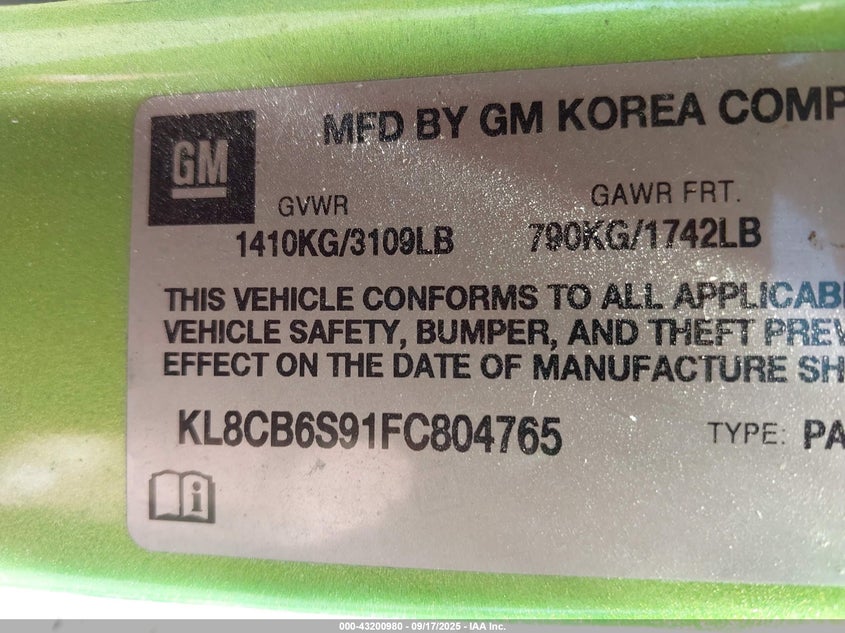 GM
MFD BY GM KOREA COMP
GVWR
GAWR FRT.
1410KG/3109LB
790KG/1742LB
THIS VEHICLE CONFORMS TO ALL APPLICABL
VEHICLE SAFETY, BUMPER, AND THEFT PREV
EFFECT ON THE DATE OF MANUFACTURE SH
KL8CB6S91FC804765
TYPE: PA
i
000-43200980 - 09/17/2025 - IAA Inc.